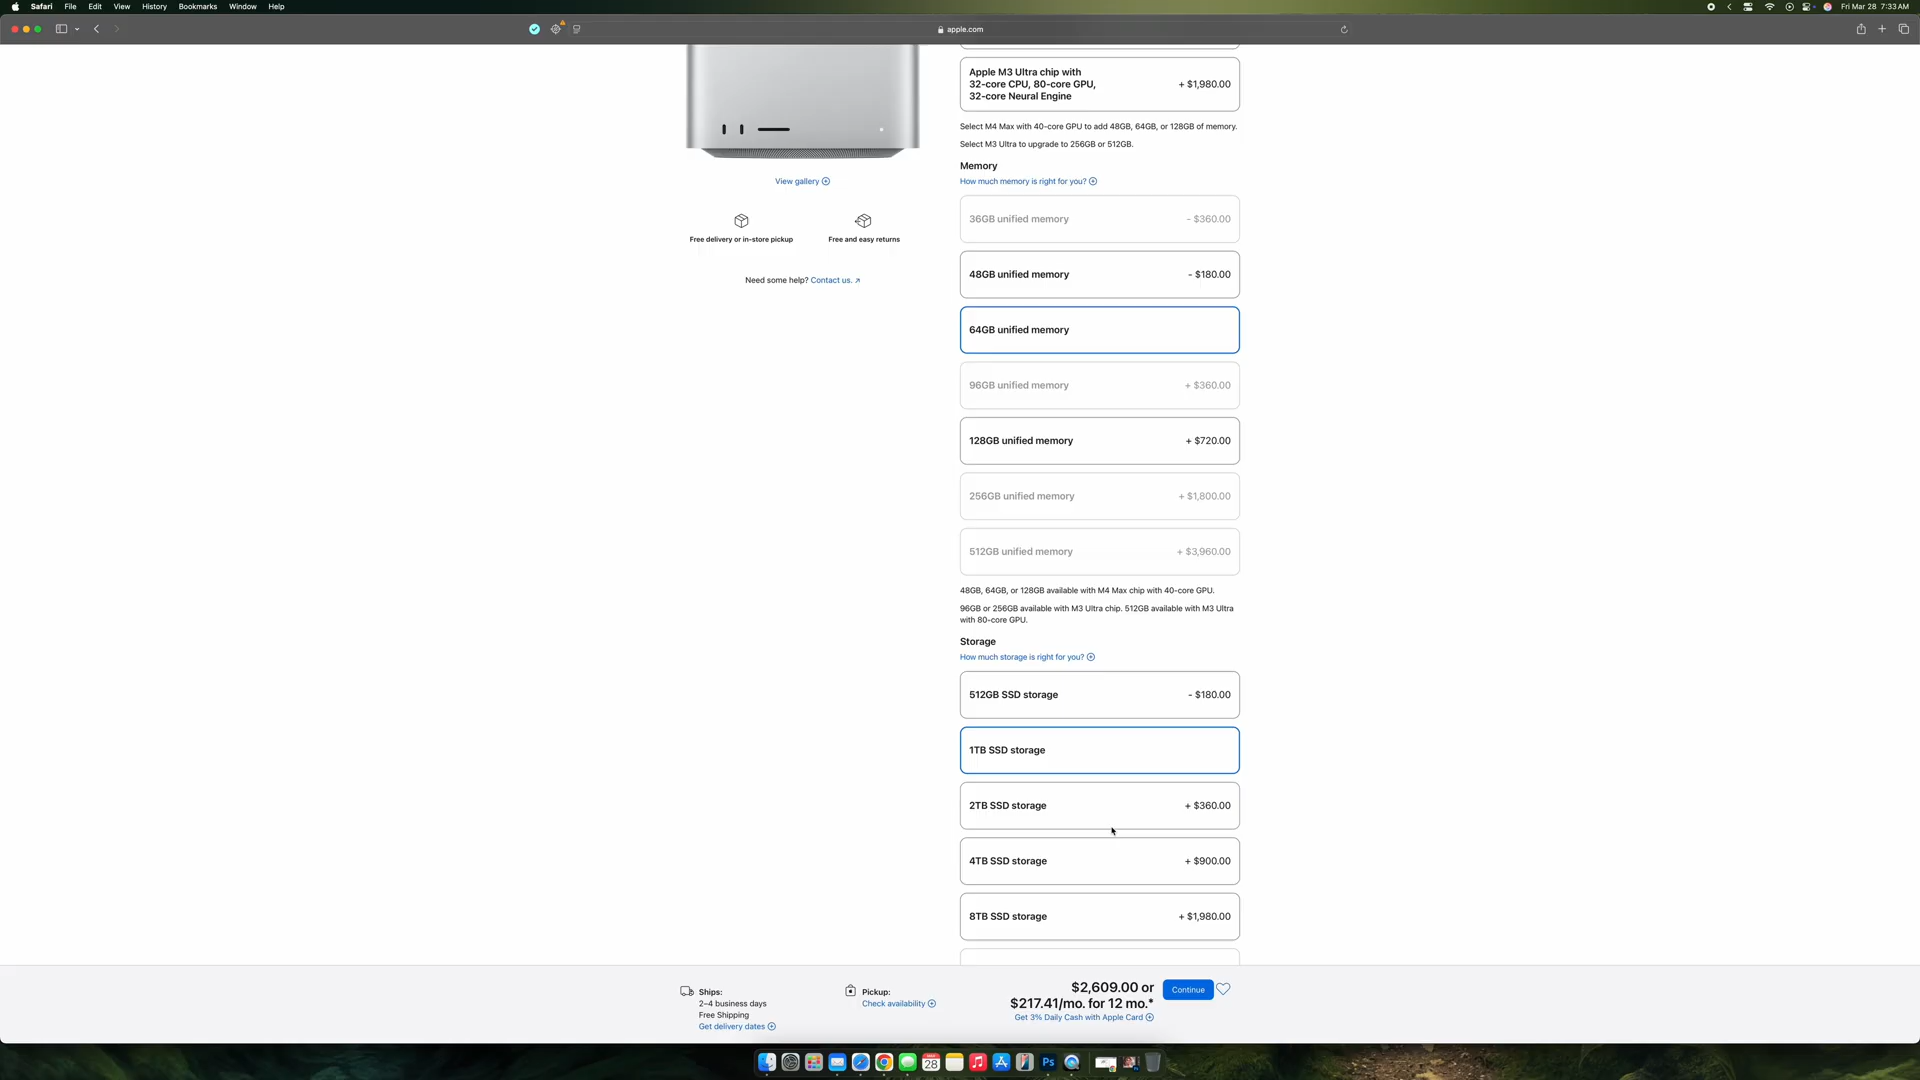 Safari File Edit View History Bookmarks Window Help
Fri Mar 28 7:33 AM
apple.com
Apple M3 Ultra chip with
32-core CPU, 80-core GPU,
32-core Neural Engine
+ $1,980.00
Select M4 Max with 40-core GPU to add 48GB, 64GB, or 128GB of memory.
Select M3 Ultra to upgrade to 256GB or 512GB.
View gallery
Free delivery or in-store pickup
Free and easy returns
Need some help? Contact us.
Memory
How much memory is right for you?
36GB unified memory - $360.00
48GB unified memory - $180.00
64GB unified memory
96GB unified memory + $360.00
128GB unified memory + $720.00
256GB unified memory + $1,800.00
512GB unified memory + $3,960.00
48GB, 64GB, or 128GB available with M4 Max chip with 40-core GPU.
96GB or 256GB available with M3 Ultra chip. 512GB available with M3 Ultra
with 80-core GPU.
Storage
How much storage is right for you?
512GB SSD storage - $180.00
1TB SSD storage
2TB SSD storage + $360.00
4TB SSD storage + $900.00
8TB SSD storage + $1,980.00
Ships:
2–4 business days
Free Shipping
Get delivery dates
Pickup:
Check availability
$2,609.00 or
$217.41/mo. for 12 mo.*
Get 3% Daily Cash with Apple Card
Continue
28
Ps